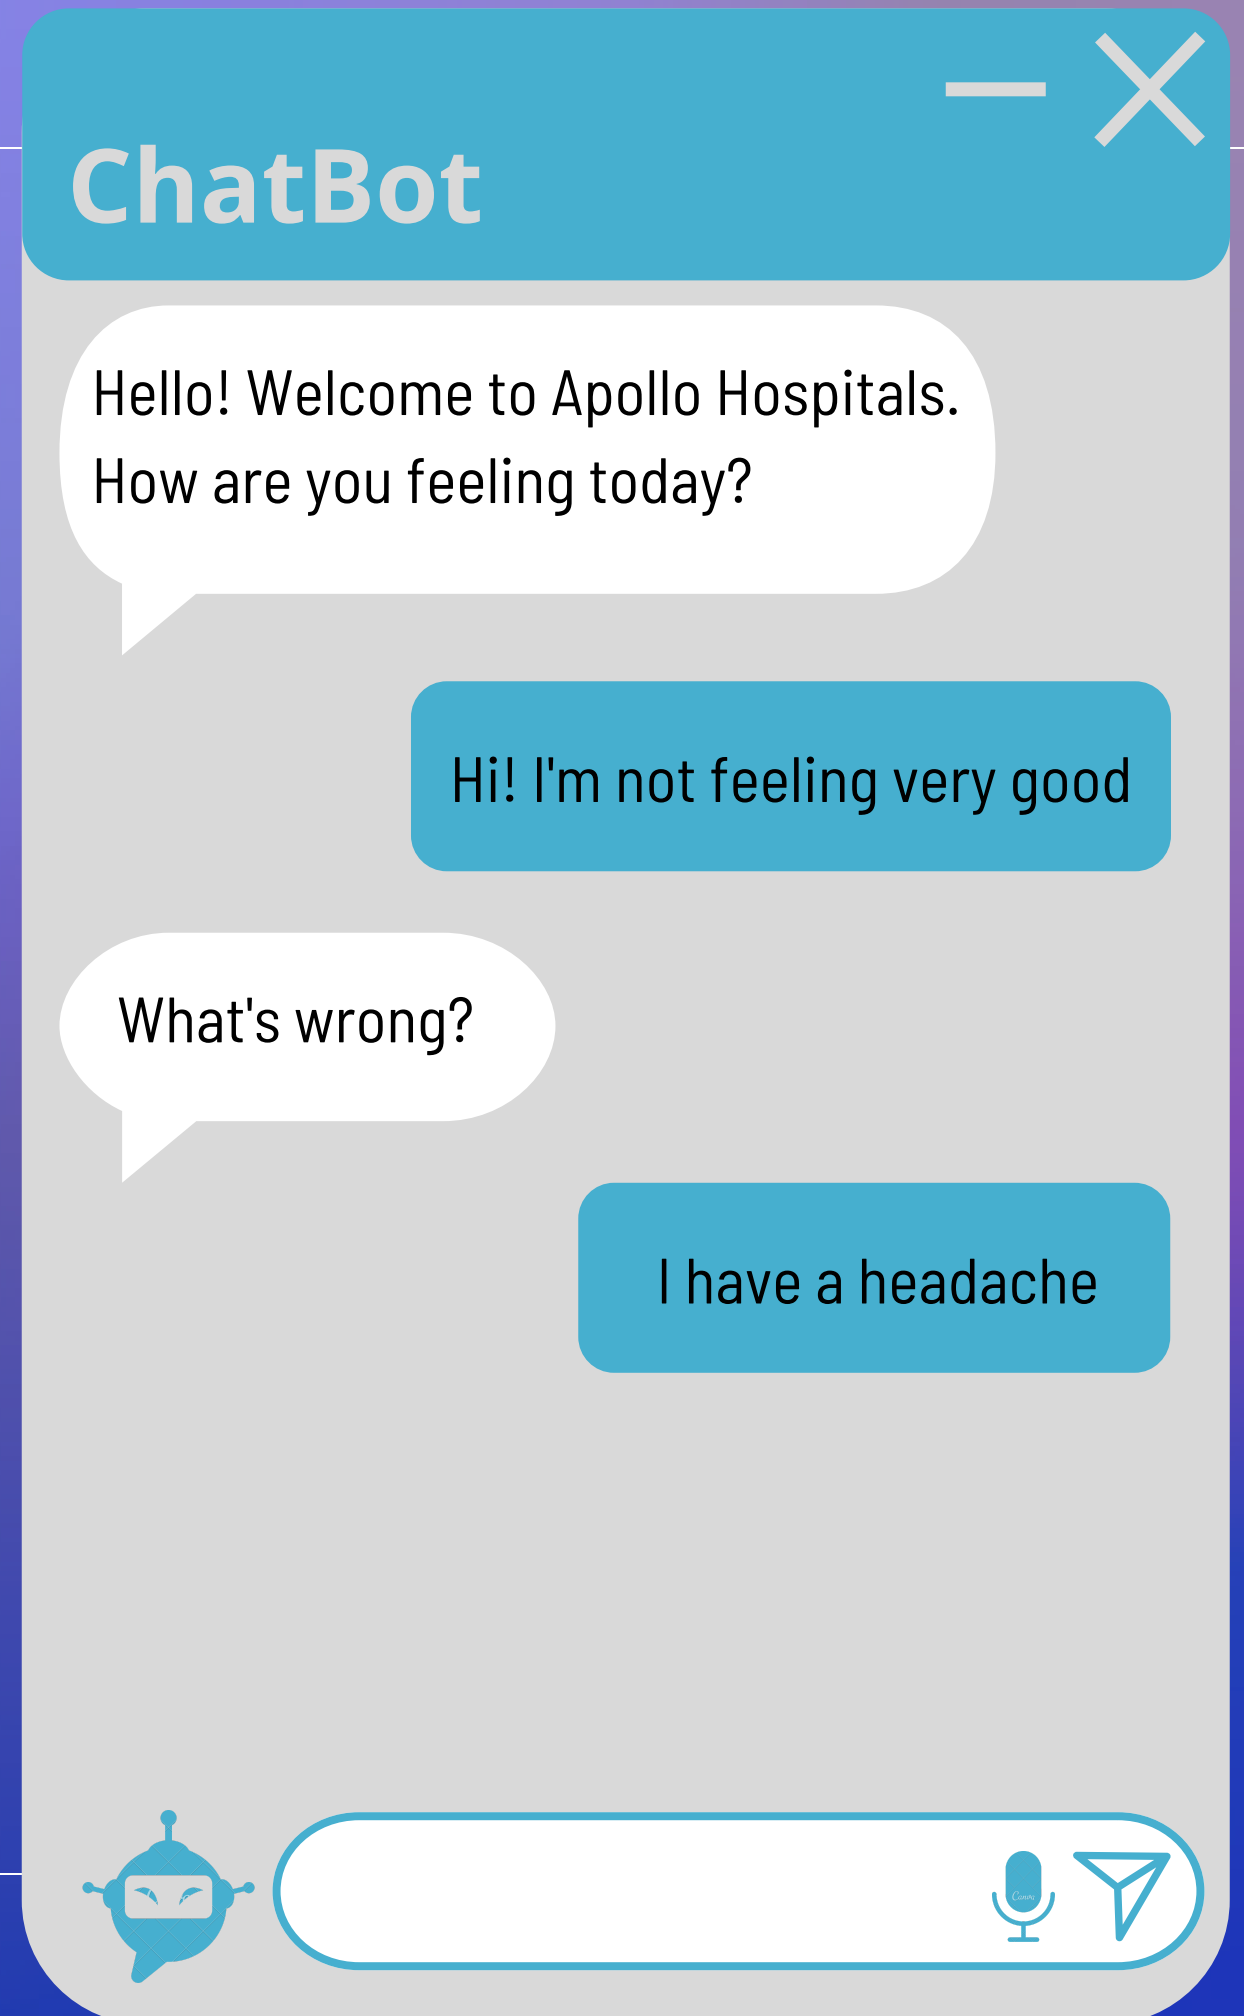 ChatBot
Hello! Welcome to Apollo Hospitals.
How are you feeling today?
Hi! I'm not feeling very good
What's wrong?
I have a headache
Canva